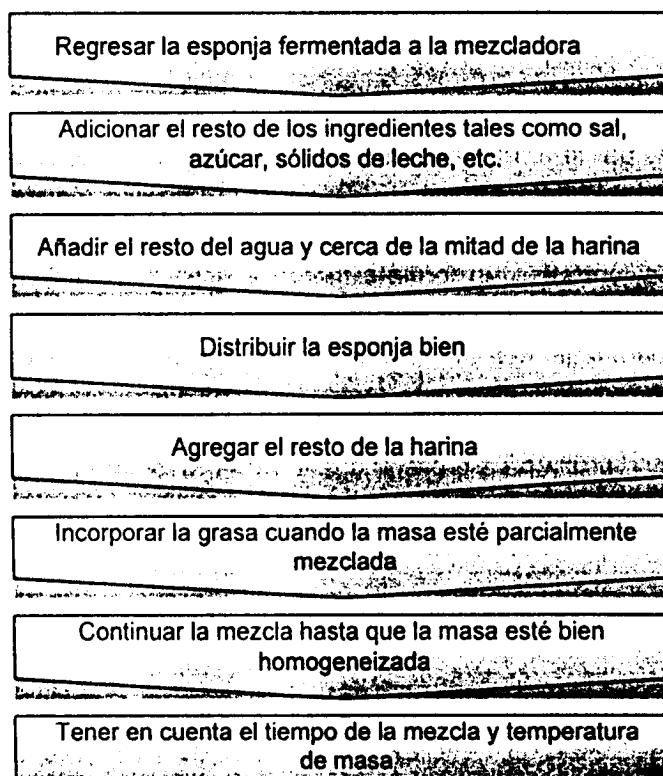 Regresar la esponja fermentada a la mezcladora
Adicionar el resto de los ingredientes tales como sal,
azúcar, sólidos de leche, etc.
Añadir el resto del agua y cerca de la mitad de la harina
Distribuir la esponja bien
Agregar el resto de la harina
Incorporar la grasa cuando la masa esté parcialmente
mezclada
Continuar la mezcla hasta que la masa esté bien
homogeneizada
Tener en cuenta el tiempo de la mezcla y temperatura
de masa